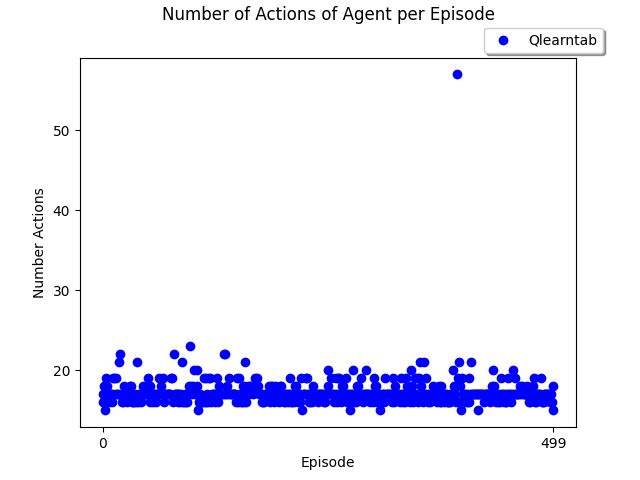 Number of Actions of Agent per Episode
Qlearntab
50
40
30
20
Number Actions
0
499
Episode